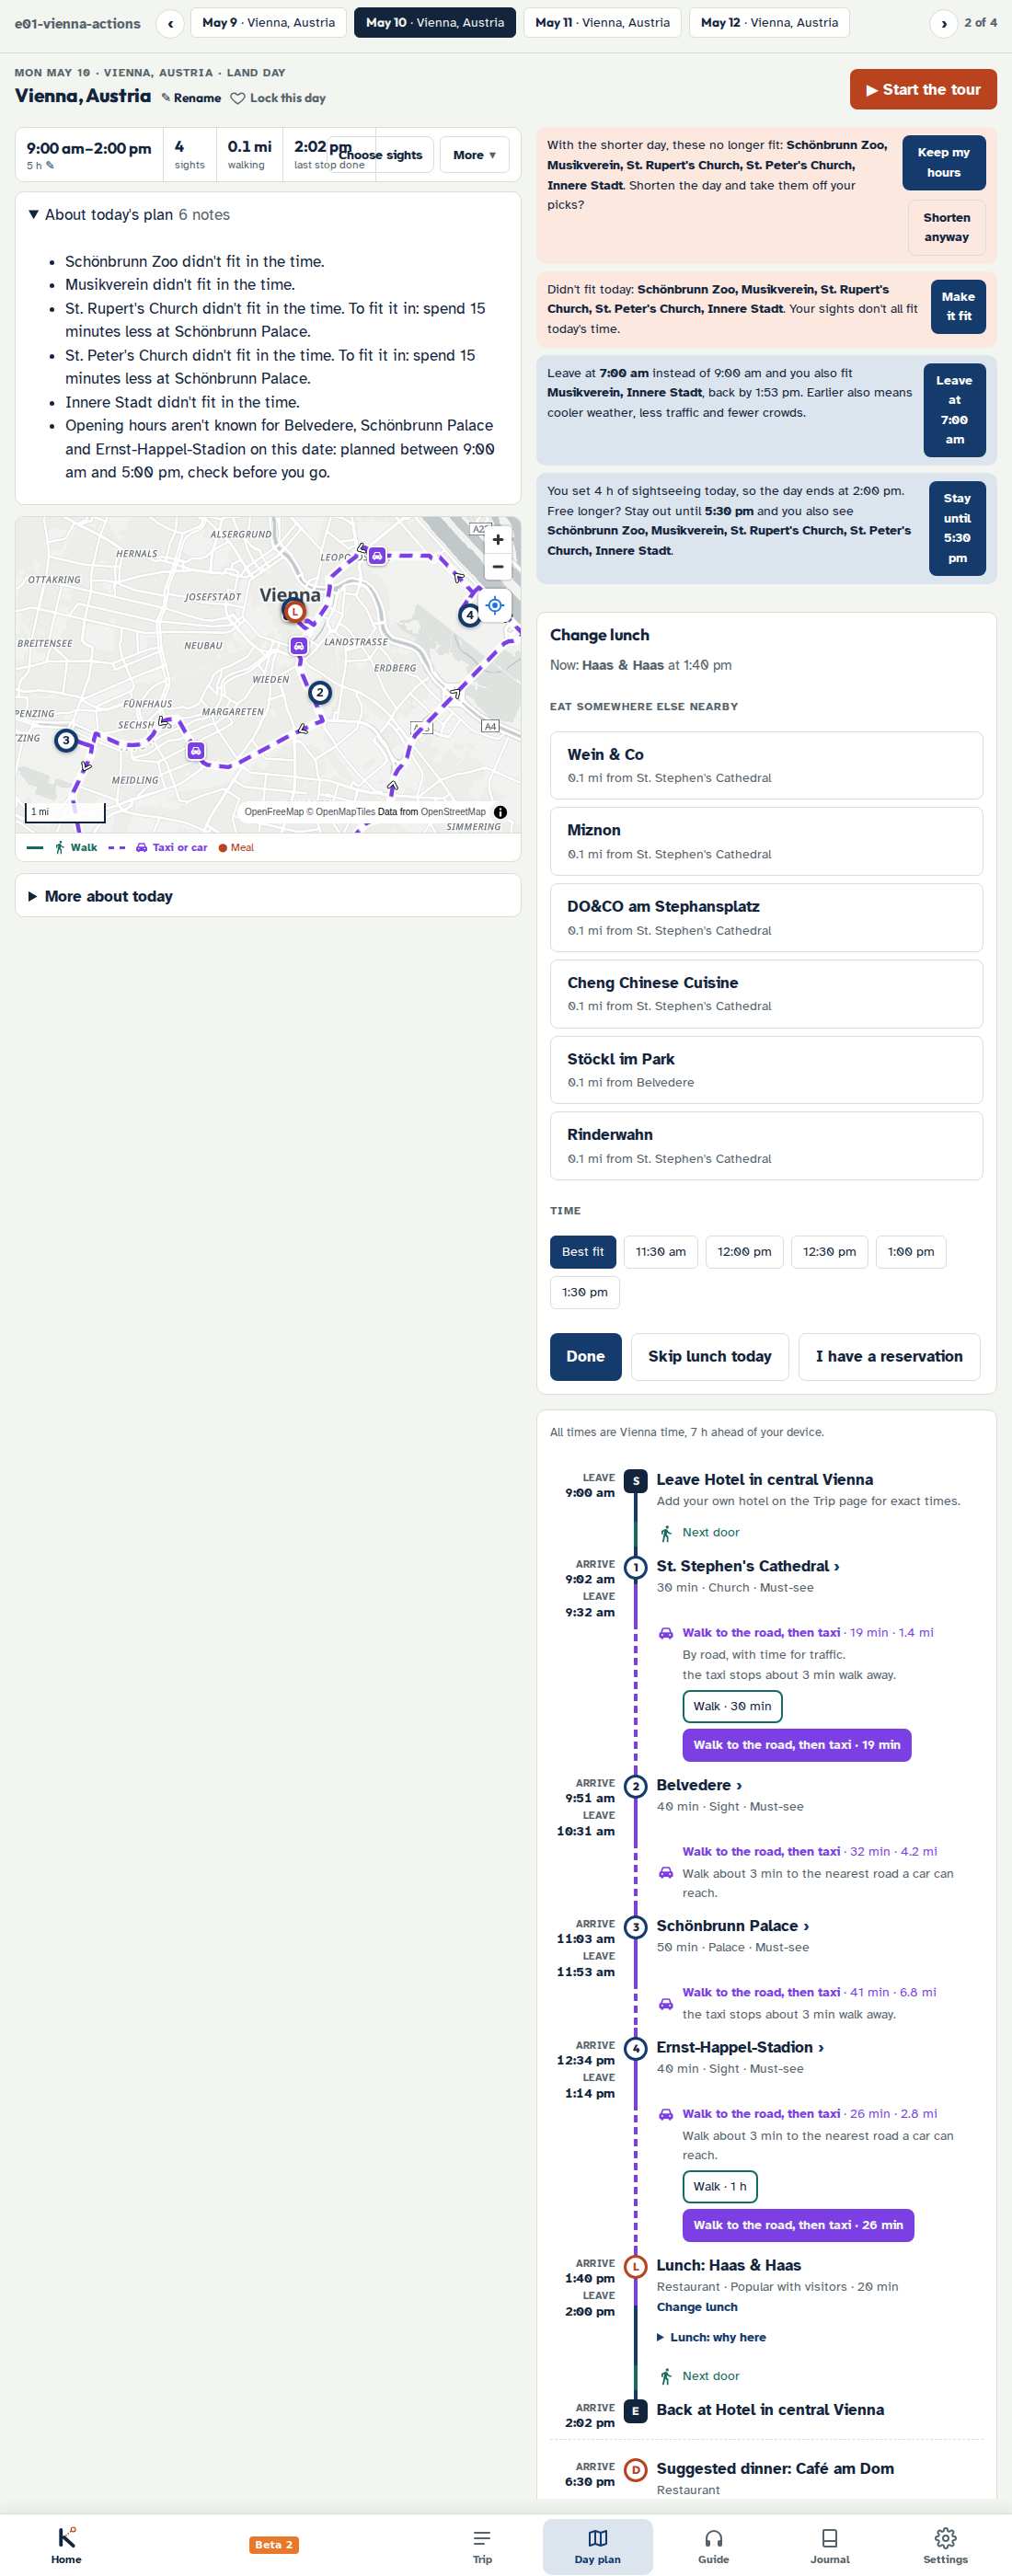 e01-vienna-actions
‹
May 9 · Vienna, Austria
May 10 · Vienna, Austria
May 11 · Vienna, Austria
May 12 · Vienna, Austria
›
2 of 4
MON MAY 10 · VIENNA, AUSTRIA · LAND DAY
Vienna, Austria ✎ Rename Lock this day
▶ Start the tour
9:00 am–2:00 pm
5 h ✎
4
sights
0.1 mi
walking
2:02 pm
last stop done
Choose sights
More ▼
▼ About today's plan 6 notes
• Schönbrunn Zoo didn't fit in the time.
• Musikverein didn't fit in the time.
• St. Rupert's Church didn't fit in the time. To fit it in: spend 15
minutes less at Schönbrunn Palace.
• St. Peter's Church didn't fit in the time. To fit it in: spend 15
minutes less at Schönbrunn Palace.
• Innere Stadt didn't fit in the time.
• Opening hours aren't known for Belvedere, Schönbrunn Palace
and Ernst-Happel-Stadion on this date: planned between 9:00
am and 5:00 pm, check before you go.
ALSERGRUND
HERNALS
OTTAKRING
JOSEFSTADT
Vienna
L
4
BREITENSEE
NEUBAU
LANDSTRASSE
ERDBERG
WIEDEN
2
FÜNFHAUS
MARGARETEN
PENZING
3
A4
MEIDLING
+
−
1 mi
OpenFreeMap © OpenMapTiles Data from OpenStreetMap
SIMMERING
Walk
Taxi or car
Meal
▶ More about today
With the shorter day, these no longer fit: Schönbrunn Zoo,
Musikverein, St. Rupert's Church, St. Peter's Church,
Innere Stadt. Shorten the day and take them off your
picks?
Keep my
hours
Shorten
anyway
Didn't fit today: Schönbrunn Zoo, Musikverein, St. Rupert's
Church, St. Peter's Church, Innere Stadt. Your sights don't all fit
today's time.
Make
it fit
Leave at 7:00 am instead of 9:00 am and you also fit
Musikverein, Innere Stadt, back by 1:53 pm. Earlier also means
cooler weather, less traffic and fewer crowds.
Leave
at
7:00
am
You set 4 h of sightseeing today, so the day ends at 2:00 pm.
Free longer? Stay out until 5:30 pm and you also see
Schönbrunn Zoo, Musikverein, St. Rupert's Church, St. Peter's
Church, Innere Stadt.
Stay
until
5:30
pm
Change lunch
Now: Haas & Haas at 1:40 pm
EAT SOMEWHERE ELSE NEARBY
Wein & Co
0.1 mi from St. Stephen's Cathedral
Miznon
0.1 mi from St. Stephen's Cathedral
DO&CO am Stephansplatz
0.1 mi from St. Stephen's Cathedral
Cheng Chinese Cuisine
0.1 mi from St. Stephen's Cathedral
Stöckl im Park
0.1 mi from Belvedere
Rinderwahn
0.1 mi from St. Stephen's Cathedral
TIME
Best fit
11:30 am
12:00 pm
12:30 pm
1:00 pm
1:30 pm
Done
Skip lunch today
I have a reservation
All times are Vienna time, 7 h ahead of your device.
LEAVE
9:00 am
S
Leave Hotel in central Vienna
Add your own hotel on the Trip page for exact times.
Next door
ARRIVE
9:02 am
LEAVE
9:32 am
1
St. Stephen's Cathedral ›
30 min · Church · Must-see
Walk to the road, then taxi · 19 min · 1.4 mi
By road, with time for traffic.
the taxi stops about 3 min walk away.
Walk · 30 min
Walk to the road, then taxi · 19 min
ARRIVE
9:51 am
LEAVE
10:31 am
2
Belvedere ›
40 min · Sight · Must-see
Walk to the road, then taxi · 32 min · 4.2 mi
Walk about 3 min to the nearest road a car can
reach.
ARRIVE
11:03 am
LEAVE
11:53 am
3
Schönbrunn Palace ›
50 min · Palace · Must-see
Walk to the road, then taxi · 41 min · 6.8 mi
the taxi stops about 3 min walk away.
ARRIVE
12:34 pm
LEAVE
1:14 pm
4
Ernst-Happel-Stadion ›
40 min · Sight · Must-see
Walk to the road, then taxi · 26 min · 2.8 mi
Walk about 3 min to the nearest road a car can
reach.
Walk · 1 h
Walk to the road, then taxi · 26 min
ARRIVE
1:40 pm
LEAVE
2:00 pm
L
Lunch: Haas & Haas
Restaurant · Popular with visitors · 20 min
Change lunch
▶ Lunch: why here
Next door
ARRIVE
2:02 pm
E
Back at Hotel in central Vienna
ARRIVE
6:30 pm
D
Suggested dinner: Café am Dom
Restaurant
Home
Beta 2
Trip
Day plan
Guide
Journal
Settings